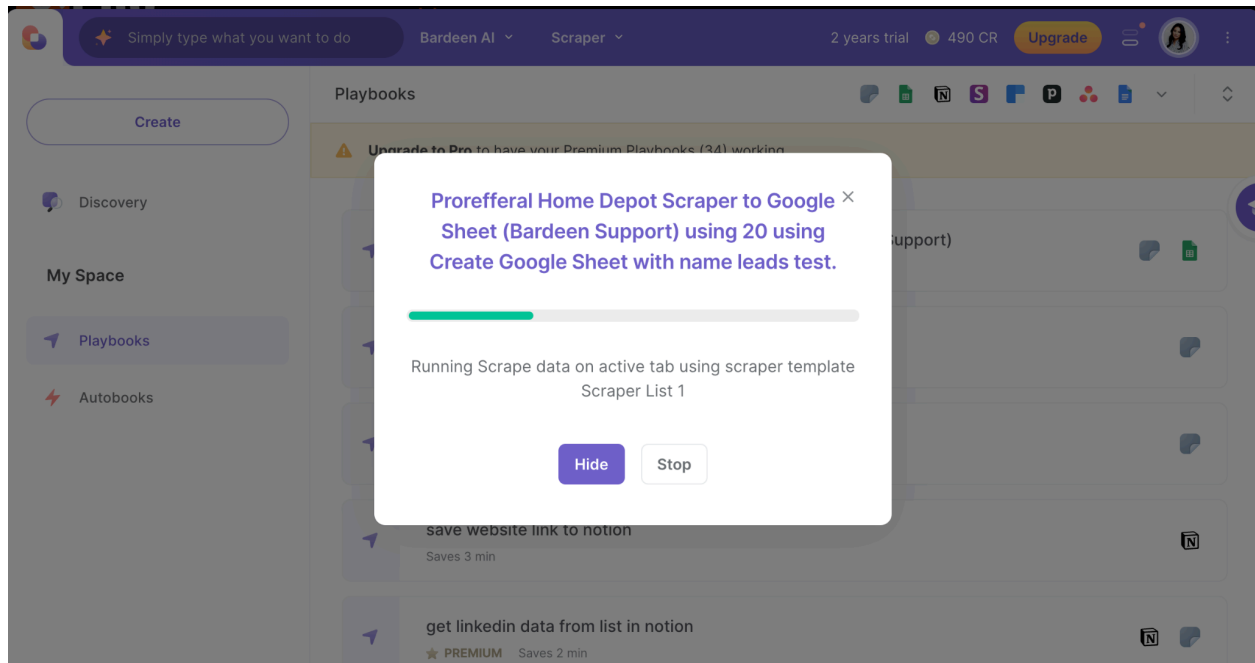 Simply type what you want to do
Bardeen AI
Scraper
2 years trial
490 CR
Upgrade
Create
Discovery
My Space
Playbooks
Autobooks
Playbooks
Upgrade to Pro to have your Premium Playbooks (34) working
Support)
Prorefferal Home Depot Scraper to Google
Sheet (Bardeen Support) using 20 using
Create Google Sheet with name leads test.
Running Scrape data on active tab using scraper template
Scraper List 1
Hide
Stop
save website link to notion
Saves 3 min
get linkedin data from list in notion
PREMIUM Saves 2 min